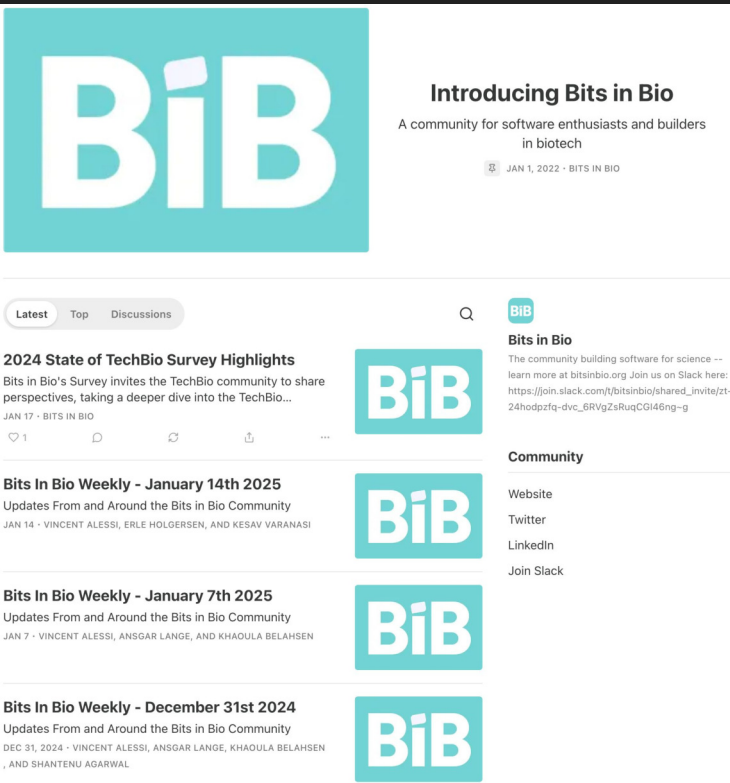 BiB
Introducing Bits in Bio
A community for software enthusiasts and builders
in biotech
JAN 1, 2022 · BITS IN BIO
Latest
Top
Discussions
2024 State of TechBio Survey Highlights
Bits in Bio's Survey invites the TechBio community to share
perspectives, taking a deeper dive into the TechBio...
JAN 17 · BITS IN BIO
1
BiB
Bits In Bio Weekly - January 14th 2025
Updates From and Around the Bits in Bio Community
JAN 14 · VINCENT ALESSI, ERLE HOLGERSEN, AND KESAV VARANASI
BiB
Bits In Bio Weekly - January 7th 2025
Updates From and Around the Bits in Bio Community
JAN 7 · VINCENT ALESSI, ANSGAR LANGE, AND KHAOULA BELAHSEN
BiB
Bits In Bio Weekly - December 31st 2024
Updates From and Around the Bits in Bio Community
DEC 31, 2024 · VINCENT ALESSI, ANSGAR LANGE, KHAOULA BELAHSEN
, AND SHANTENU AGARWAL
BiB
BiB
Bits in Bio
The community building software for science --
learn more at bitsinbio.org Join us on Slack here:
https://join.slack.com/t/bitsinbio/shared_invite/zt-
24hodpzfq-dvc_6RVgZsRuqCGI46ng~g
Community
Website
Twitter
LinkedIn
Join Slack